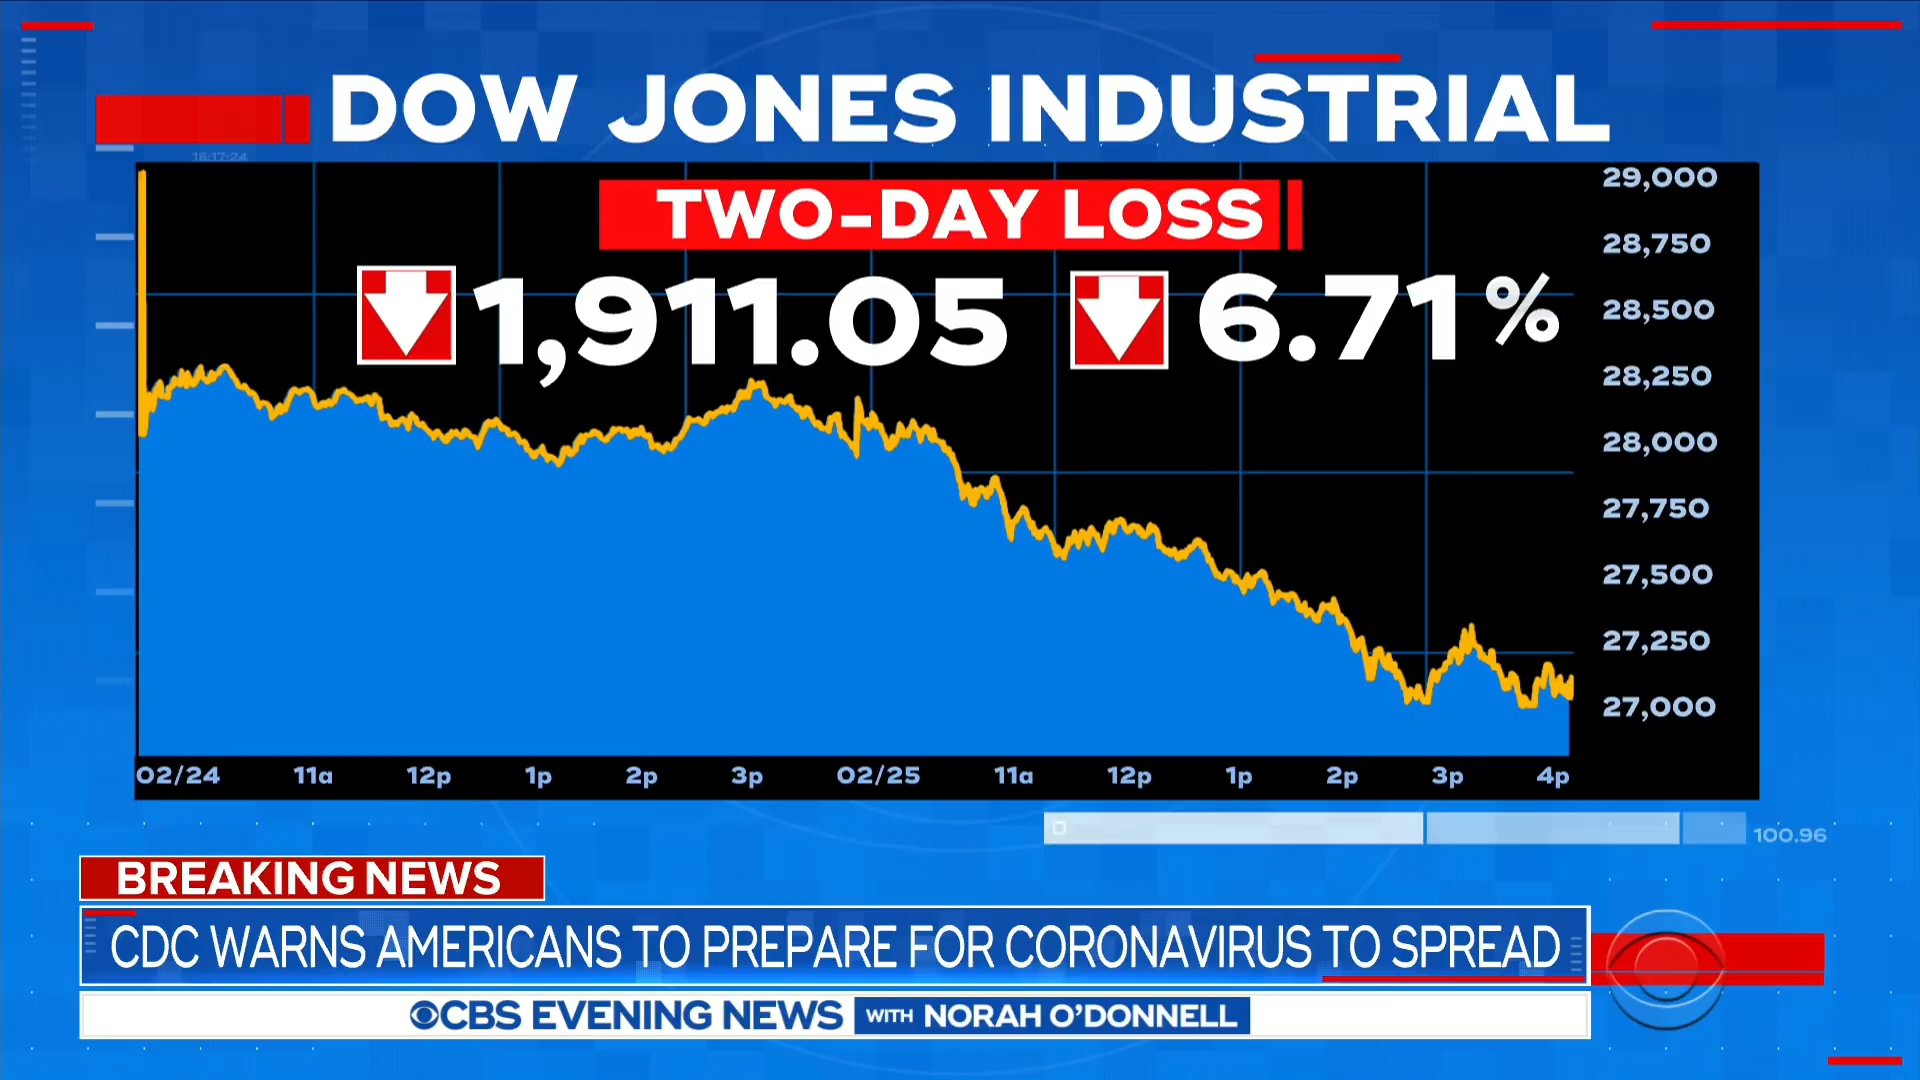 DOW JONES INDUSTRIAL
18:17:24
TWO-DAY LOSS
1,911.05 6.71%
29,000
28,750
28,500
28,250
28,000
27,750
27,500
27,250
27,000
02/24 11a 12p 1p 2p 3p 02/25 11a 12p 1p 2p 3p 4p
100.96
BREAKING NEWS
CDC WARNS AMERICANS TO PREPARE FOR CORONAVIRUS TO SPREAD
CBS EVENING NEWS WITH NORAH O'DONNELL